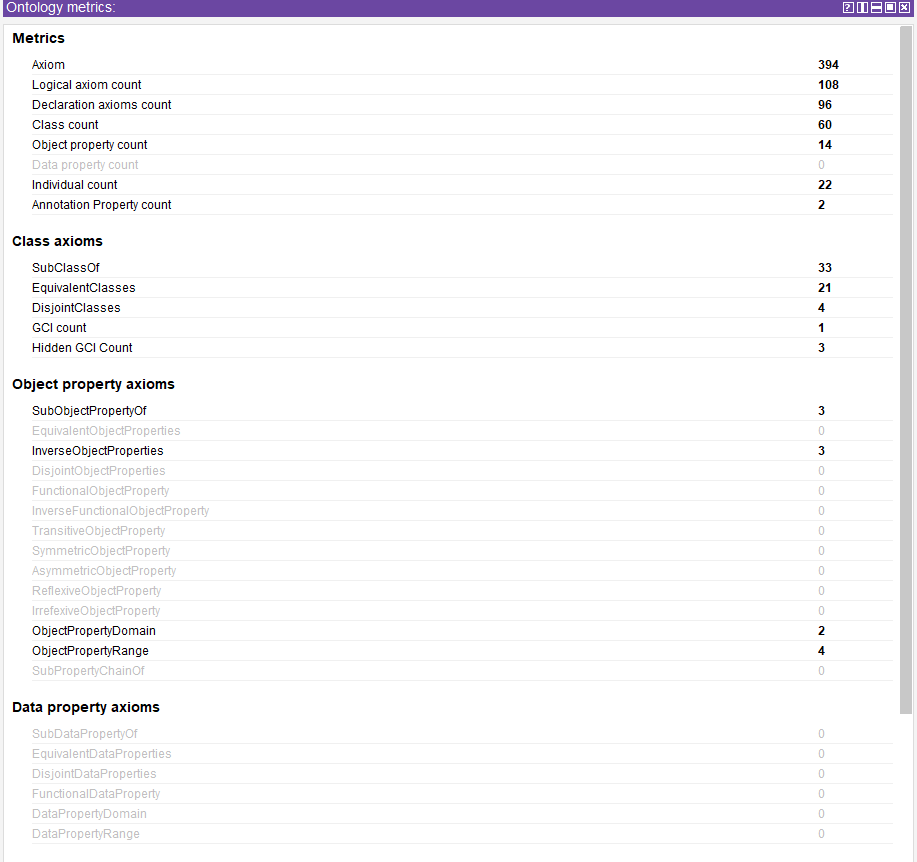 Ontology metrics:
Metrics
Axiom 394
Logical axiom count 108
Declaration axioms count 96
Class count 60
Object property count 14
Data property count 0
Individual count 22
Annotation Property count 2
Class axioms
SubClassOf 33
EquivalentClasses 21
DisjointClasses 4
GCI count 1
Hidden GCI Count 3
Object property axioms
SubObjectPropertyOf 3
EquivalentObjectProperties 0
InverseObjectProperties 3
DisjointObjectProperties 0
FunctionalObjectProperty 0
InverseFunctionalObjectProperty 0
TransitiveObjectProperty 0
SymmetricObjectProperty 0
AsymmetricObjectProperty 0
ReflexiveObjectProperty 0
IrrefexiveObjectProperty 0
ObjectPropertyDomain 2
ObjectPropertyRange 4
SubPropertyChainOf 0
Data property axioms
SubDataPropertyOf 0
EquivalentDataProperties 0
DisjointDataProperties 0
FunctionalDataProperty 0
DataPropertyDomain 0
DataPropertyRange 0